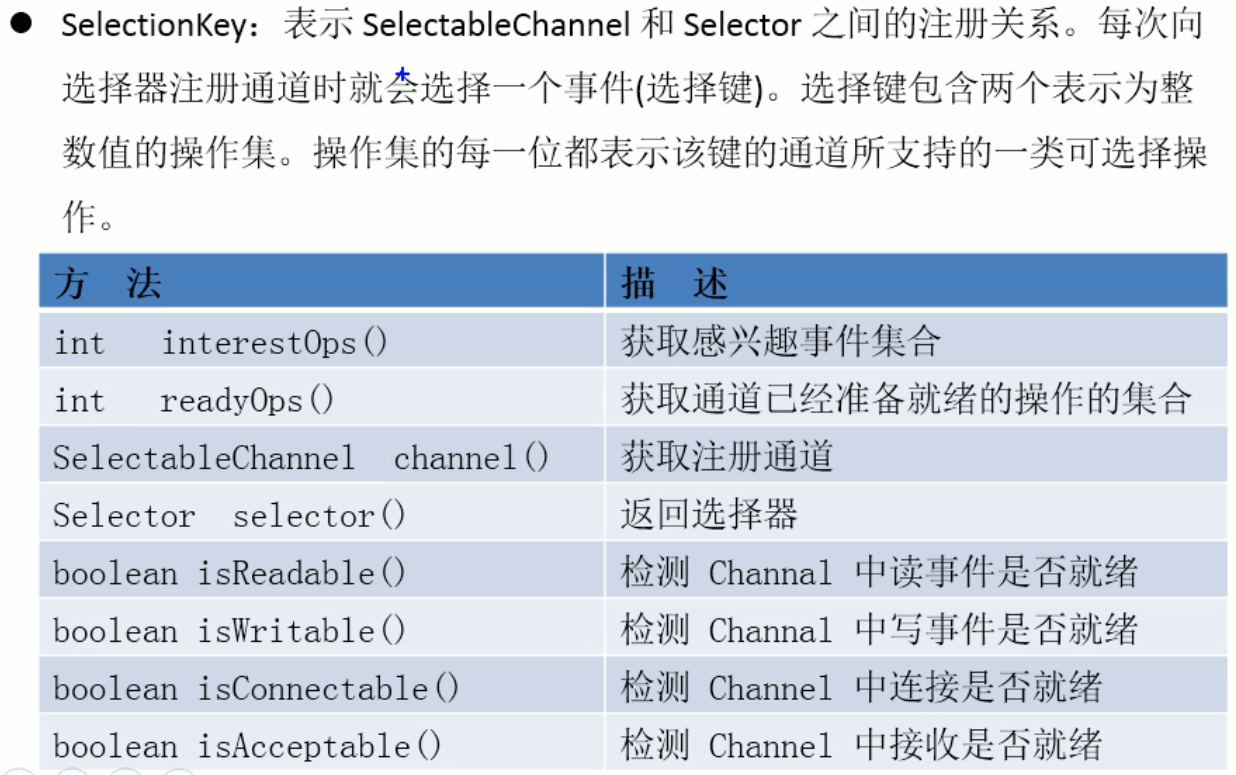 ● SelectionKey：表示 SelectableChannel 和 Selector 之间的注册关系。每次向
选择器注册通道时就会选择一个事件(选择键)。选择键包含两个表示为整
数值的操作集。操作集的每一位都表示该键的通道所支持的一类可选择操
作。
方 法 描 述
int interestOps() 获取感兴趣事件集合
int readyOps() 获取通道已经准备就绪的操作的集合
SelectableChannel channel() 获取注册通道
Selector selector() 返回选择器
boolean isReadable() 检测 Channal 中读事件是否就绪
boolean isWritable() 检测 Channal 中写事件是否就绪
boolean isConnectable() 检测 Channel 中连接是否就绪
boolean isAcceptable() 检测 Channel 中接收是否就绪